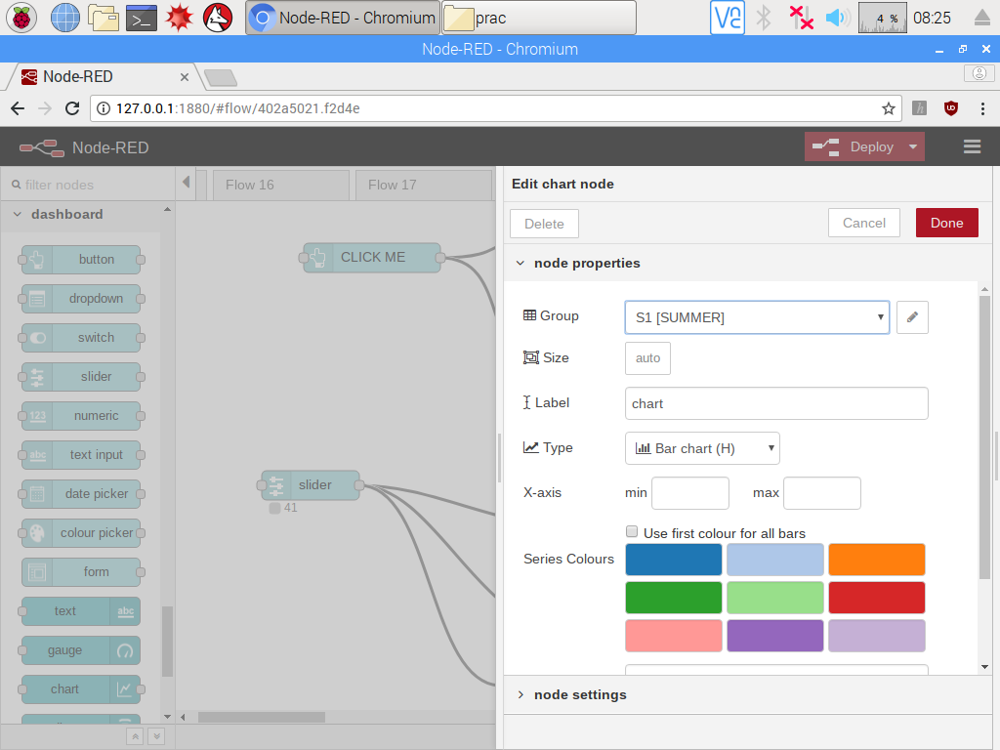 Node-RED - Chromium
prac
4 %
08:25
Node-RED - Chromium
Node-RED
127.0.0.1:1880/#flow/402a5021.f2d4e
Node-RED
Deploy
filter nodes
dashboard
button
dropdown
switch
slider
123 numeric
abc text input
date picker
colour picker
form
text abc
gauge
chart
Flow 16
Flow 17
CLICK ME
slider
41
Edit chart node
Delete
Cancel
Done
node properties
Group
S1 [SUMMER]
Size
auto
Label
chart
Type
Bar chart (H)
X-axis
min
max
Use first colour for all bars
Series Colours
node settings